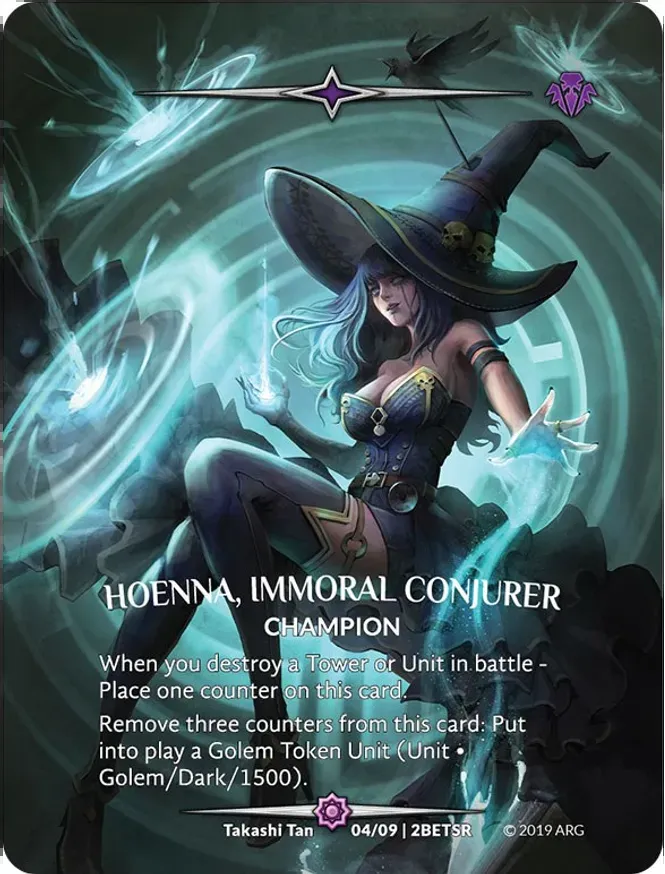 HOENNA, IMMORAL CONJURER
CHAMPION
When you destroy a Tower or Unit in battle -
Place one counter on this card.
Remove three counters from this card: Put
into play a Golem Token Unit (Unit •
Golem/Dark/1500).
Takashi Tan 04/09 | 2BETSR © 2019 ARG